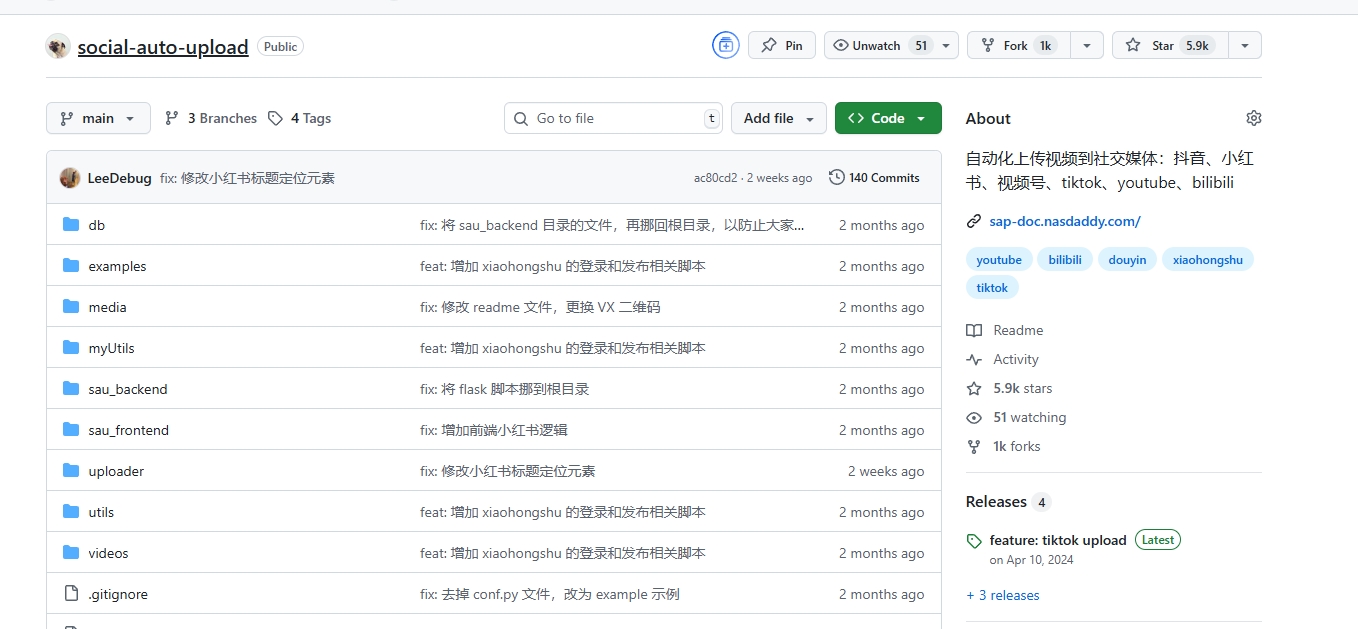 social-auto-upload Public Pin Unwatch 51 Fork 1k Star 5.9k
main 3 Branches 4 Tags Go to file t Add file Code
LeeDebug fix: 修改小红书标题定位元素 ac80cd2 · 2 weeks ago 140 Commits
db fix: 将 sau_backend 目录的文件，再挪回根目录，以防止大家... 2 months ago
examples feat: 增加 xiaohongshu 的登录和发布相关脚本 2 months ago
media fix: 修改 readme 文件，更换 VX 二维码 2 months ago
myUtils feat: 增加 xiaohongshu 的登录和发布相关脚本 2 months ago
sau_backend fix: 将 flask 脚本挪到根目录 2 months ago
sau_frontend fix: 增加前端小红书逻辑 2 months ago
uploader fix: 修改小红书标题定位元素 2 weeks ago
utils feat: 增加 xiaohongshu 的登录和发布相关脚本 2 months ago
videos feat: 增加 xiaohongshu 的登录和发布相关脚本 2 months ago
.gitignore fix: 去掉 conf.py 文件，改为 example 示例 2 months ago
About
自动化上传视频到社交媒体：抖音、小红
书、视频号、tiktok、youtube、bilibili
sap-doc.nasdaddy.com/
youtube bilibili douyin xiaohongshu
tiktok
Readme
Activity
5.9k stars
51 watching
1k forks
Releases 4
feature: tiktok upload Latest
on Apr 10, 2024
+ 3 releases